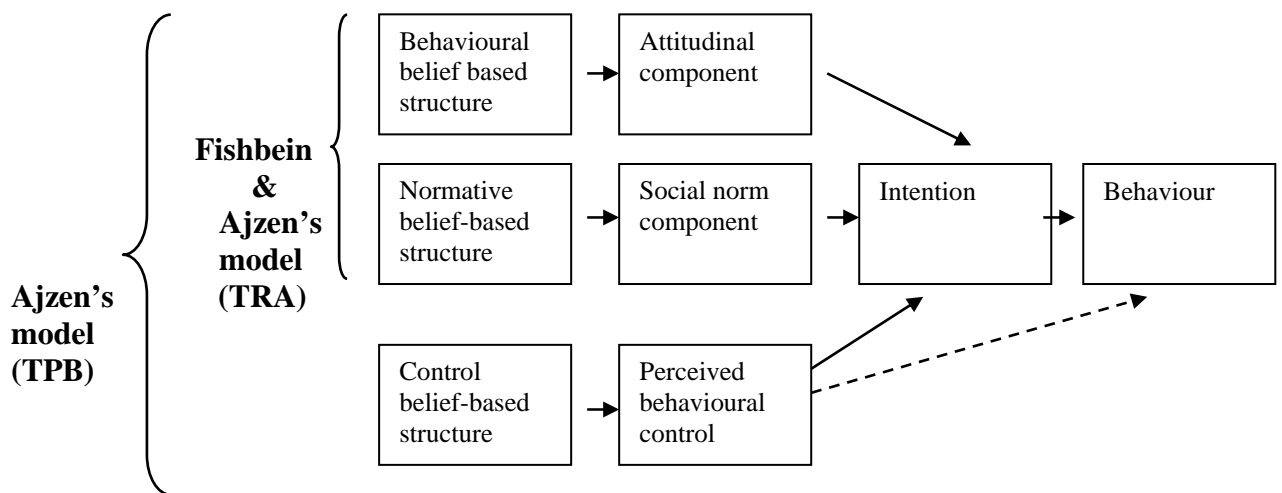 Ajzen's
model
(TPB)
Fishbein
&
Ajzen's
model
(TRA)
Behavioural
belief based
structure
Attitudinal
component
Normative
belief-based
structure
Social norm
component
Intention
Behaviour
Control
belief-based
structure
Perceived
behavioural
control